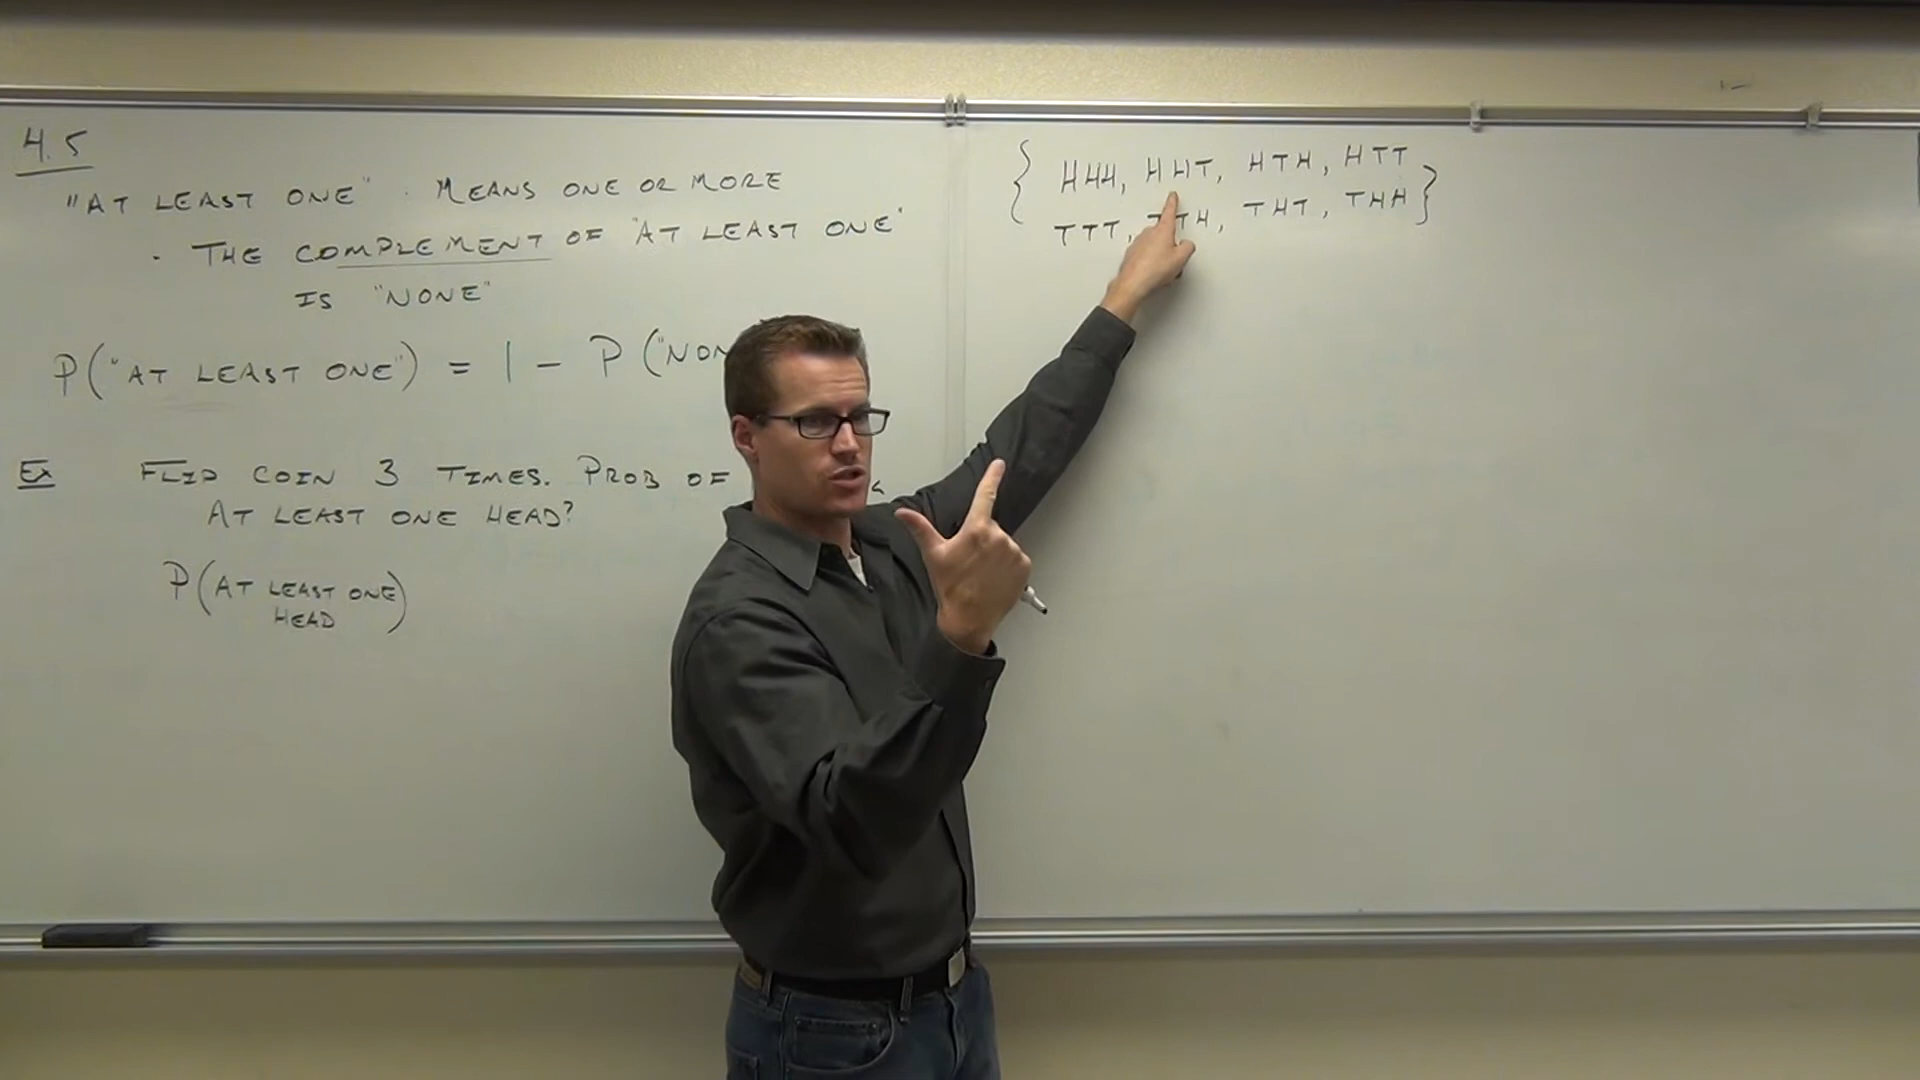 4.5
"AT LEAST ONE" · MEANS ONE OR MORE
· THE COMPLEMENT OF "AT LEAST ONE"
IS "NONE"
P("AT LEAST ONE") = 1 - P("NON
Ex FLIP COIN 3 TIMES. PROB OF
AT LEAST ONE HEAD?
P(AT LEAST ONE
HEAD)
{ HHH, HHT, HTH, HTT
TTT, TTH, THT, THH }